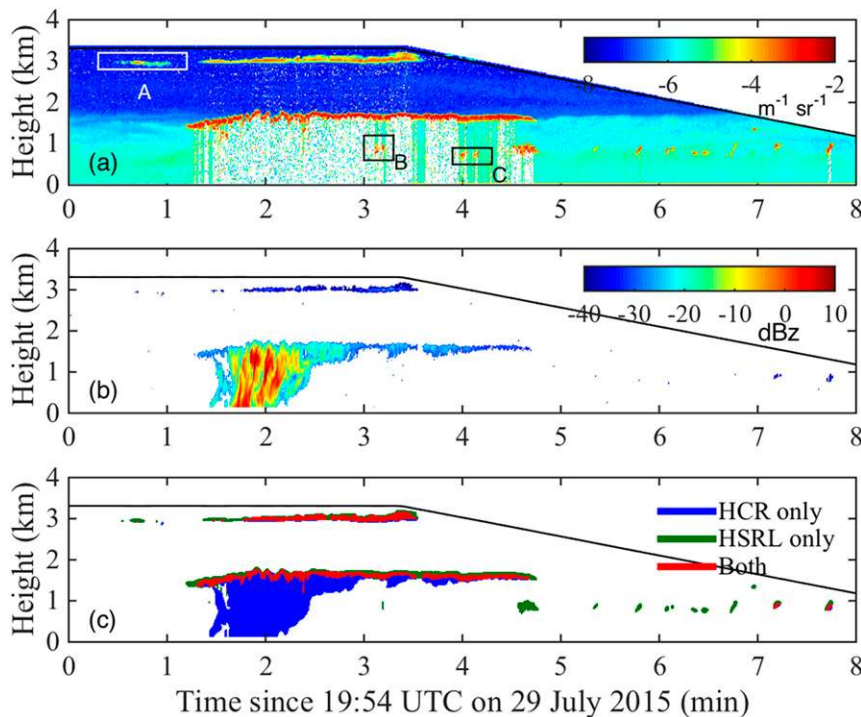 4
3
2
1
0
Height (km)
A
B
C
(a)
-8 -6 -4 -2
m-1 sr-1
0 1 2 3 4 5 6 7 8
4
3
2
1
0
Height (km)
(b)
-40 -30 -20 -10 0 10
dBz
0 1 2 3 4 5 6 7 8
4
3
2
1
0
Height (km)
(c)
HCR only
HSRL only
Both
0 1 2 3 4 5 6 7 8
Time since 19:54 UTC on 29 July 2015 (min)